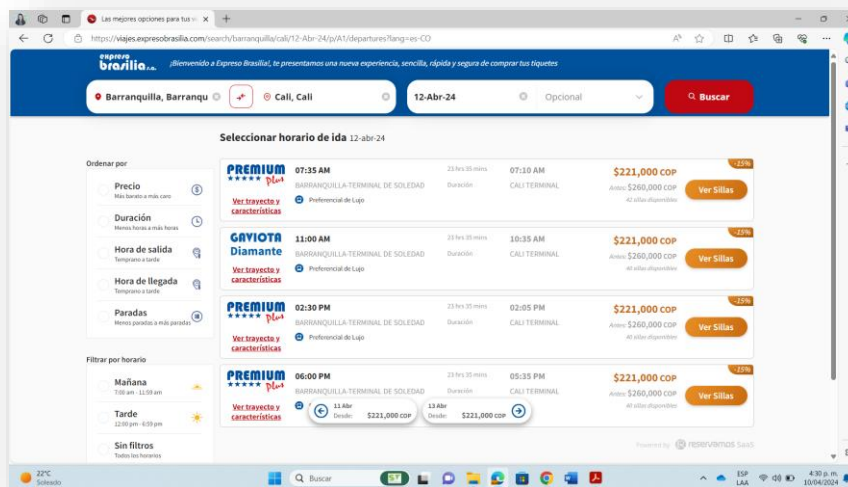 Las mejores opciones para tus vi
https://viajes.expresobrasilia.com/search/barranquilla/cali/12-Abr-24/p/A1/departures?lang=es-CO
expreso
brasilia s.a.
¡Bienvenido a Expreso Brasilia!, te presentamos una nueva experiencia, sencilla, rápida y segura de comprar tus tiquetes
Barranquilla, Barranqu
Cali, Cali
12-Abr-24
Opcional
Buscar
Seleccionar horario de ida 12-abr-24
Ordenar por
Precio
Más barato a más caro
Duración
Menos horas a más horas
Hora de salida
Temprano a tarde
Hora de llegada
Temprano a tarde
Paradas
Menos paradas a más paradas
Filtrar por horario
Mañana
7:00 am - 11:59 am
Tarde
12:00 pm - 6:59 pm
Sin filtros
Todos los horarios
PREMIUM Plus
Ver trayecto y
características
07:35 AM
BARRANQUILLA-TERMINAL DE SOLEDAD
Preferencial de Lujo
23 hrs 35 mins
Duración
07:10 AM
CALI TERMINAL
-15%
$221,000 COP
Antes: $260,000 COP
42 sillas disponibles
Ver Sillas
GAVIOTA
Diamante
Ver trayecto y
características
11:00 AM
BARRANQUILLA-TERMINAL DE SOLEDAD
Preferencial de Lujo
23 hrs 35 mins
Duración
10:35 AM
CALI TERMINAL
-15%
$221,000 COP
Antes: $260,000 COP
40 sillas disponibles
Ver Sillas
PREMIUM Plus
Ver trayecto y
características
02:30 PM
BARRANQUILLA-TERMINAL DE SOLEDAD
Preferencial de Lujo
23 hrs 35 mins
Duración
02:05 PM
CALI TERMINAL
-15%
$221,000 COP
Antes: $260,000 COP
40 sillas disponibles
Ver Sillas
PREMIUM Plus
Ver trayecto y
características
06:00 PM
BARRANQUILLA-TERMINAL DE SOLEDAD
23 hrs 35 mins
Duración
05:35 PM
CALI TERMINAL
-15%
$221,000 COP
Antes: $260,000 COP
sillas disponibles
Ver Sillas
11 Abr
Desde: $221,000 COP
13 Abr
Desde: $221,000 COP
Powered by reservamos SaaS
22°C
Soleado
Buscar
ESP
LAA
4:30 p. m.
10/04/2024